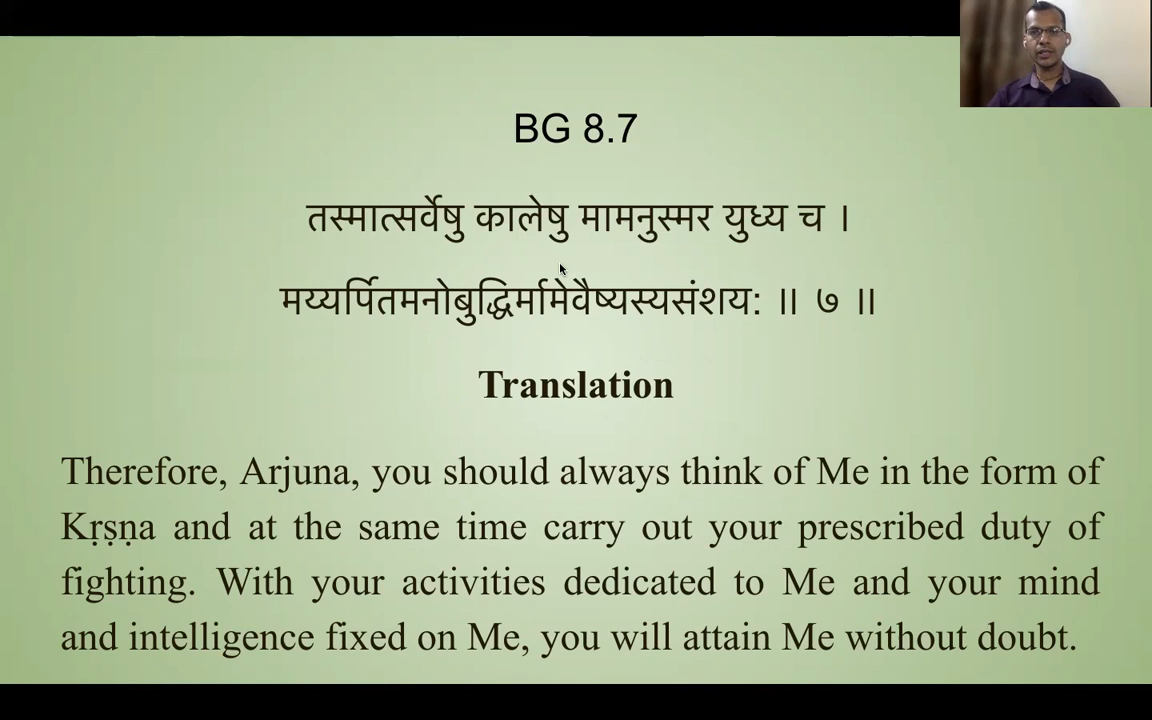 BG 8.7
तस्मात्सर्वेषु कालेषु मामनुस्मर युध्य च ।
मय्यर्पितमनोबुद्धिर्मामेवैष्यस्यसंशय: ॥ ७ ॥
Translation
Therefore, Arjuna, you should always think of Me in the form of
Kṛṣṇa and at the same time carry out your prescribed duty of
fighting. With your activities dedicated to Me and your mind
and intelligence fixed on Me, you will attain Me without doubt.